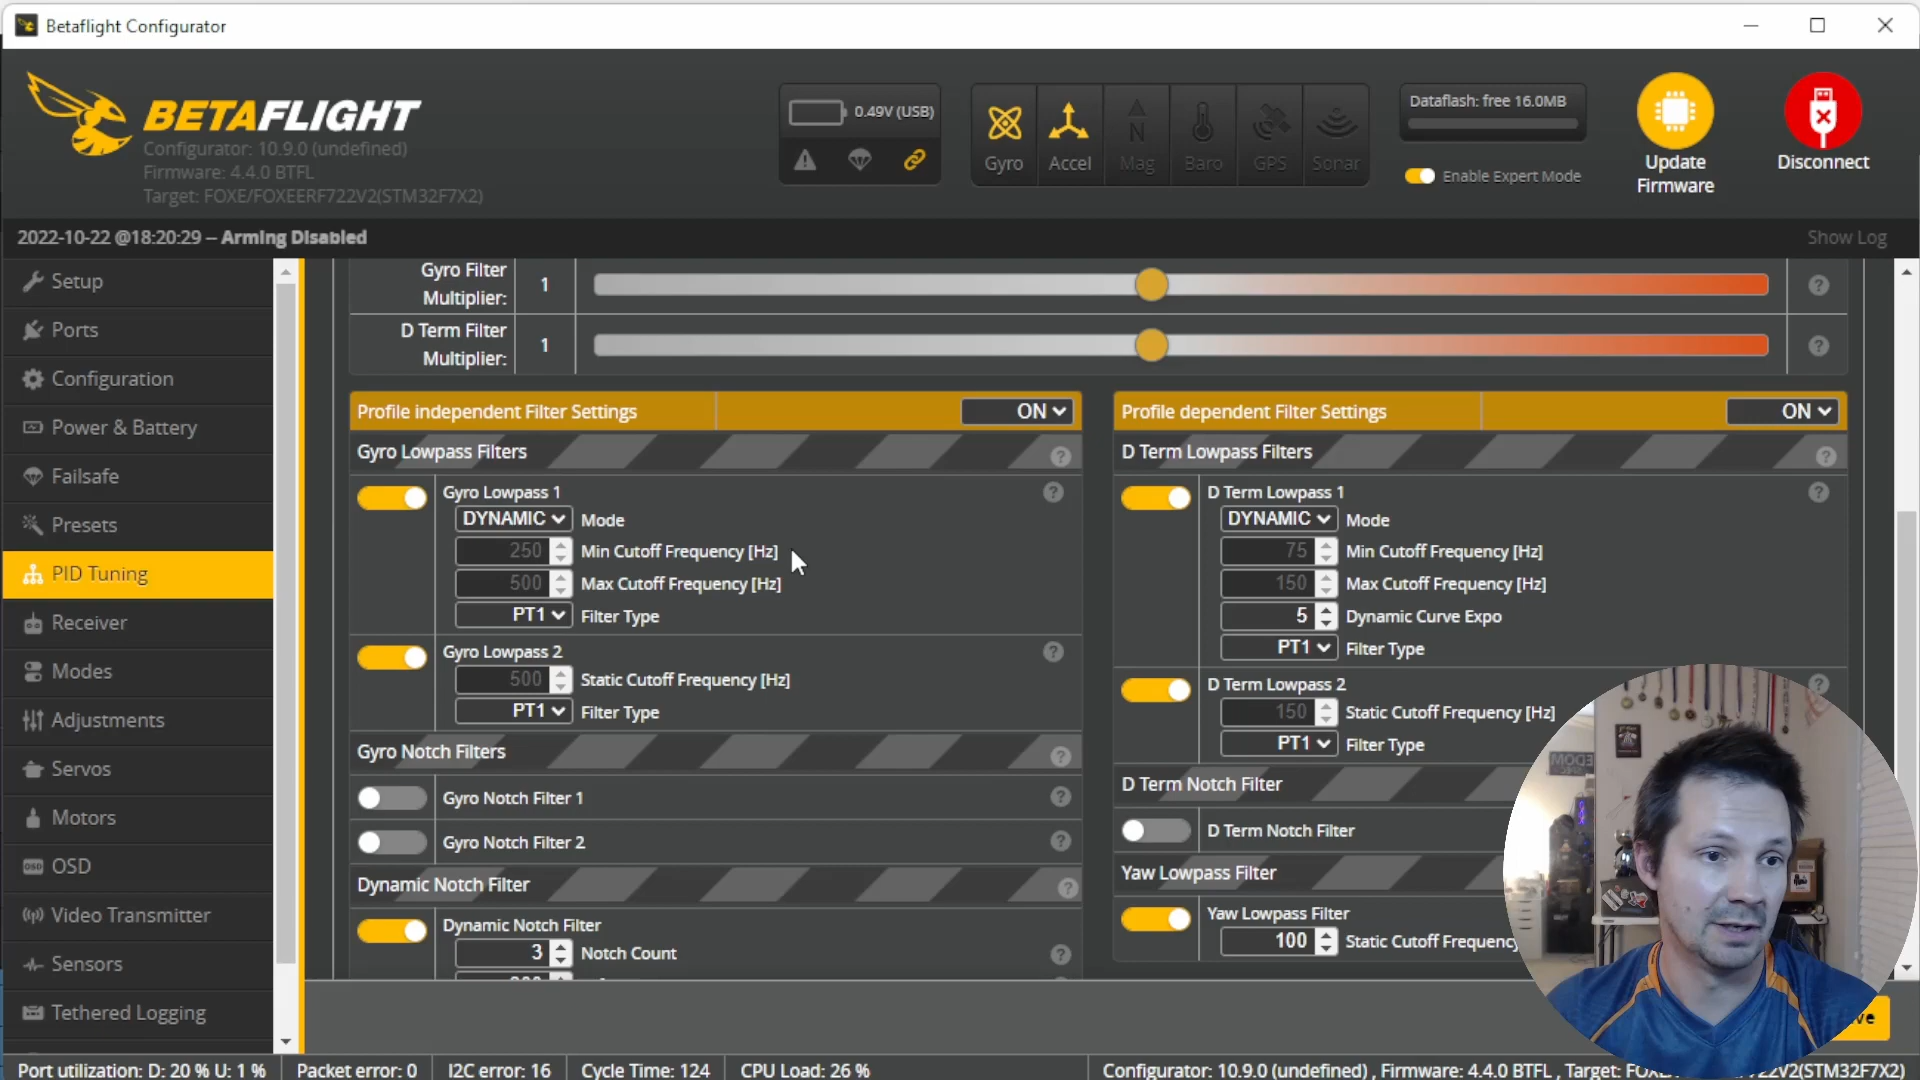 Betaflight Configurator
BETAFLIGHT
Configurator: 10.9.0 (undefined)
Firmware: 4.4.0 BTFL
Target: FOXE/FOXEERF722V2(STM32F7X2)
0.49V (USB)
Gyro
Accel
N
Mag
Baro
GPS
Sonar
Dataflash: free 16.0MB
Enable Expert Mode
Update
Firmware
Disconnect
2022-10-22 @18:20:29 -- Arming Disabled
Show Log
Setup
Ports
Configuration
Power & Battery
Failsafe
Presets
PID Tuning
Receiver
Modes
Adjustments
Servos
Motors
OSD OSD
Video Transmitter
Sensors
Tethered Logging
Gyro Filter
Multiplier:
1
?
D Term Filter
Multiplier:
1
?
Profile independent Filter Settings
ON
Gyro Lowpass Filters
?
Gyro Lowpass 1
?
DYNAMIC Mode
250 Min Cutoff Frequency [Hz]
500 Max Cutoff Frequency [Hz]
PT1 Filter Type
Gyro Lowpass 2
?
500 Static Cutoff Frequency [Hz]
PT1 Filter Type
Gyro Notch Filters
?
Gyro Notch Filter 1
?
Gyro Notch Filter 2
?
Dynamic Notch Filter
?
Dynamic Notch Filter
3 Notch Count
?
Profile dependent Filter Settings
ON
D Term Lowpass Filters
?
D Term Lowpass 1
?
DYNAMIC Mode
75 Min Cutoff Frequency [Hz]
150 Max Cutoff Frequency [Hz]
5 Dynamic Curve Expo
PT1 Filter Type
D Term Lowpass 2
?
150 Static Cutoff Frequency [Hz]
PT1 Filter Type
D Term Notch Filter
D Term Notch Filter
Yaw Lowpass Filter
Yaw Lowpass Filter
100 Static Cutoff Frequency
ve
Port utilization: D: 20 % U: 1 %
Packet error: 0
I2C error: 16
Cycle Time: 124
CPU Load: 26 %
Configurator: 10.9.0 (undefined) , Firmware: 4.4.0 BTFL , Target: FOXE/FOXEERF722V2(STM32F7X2)